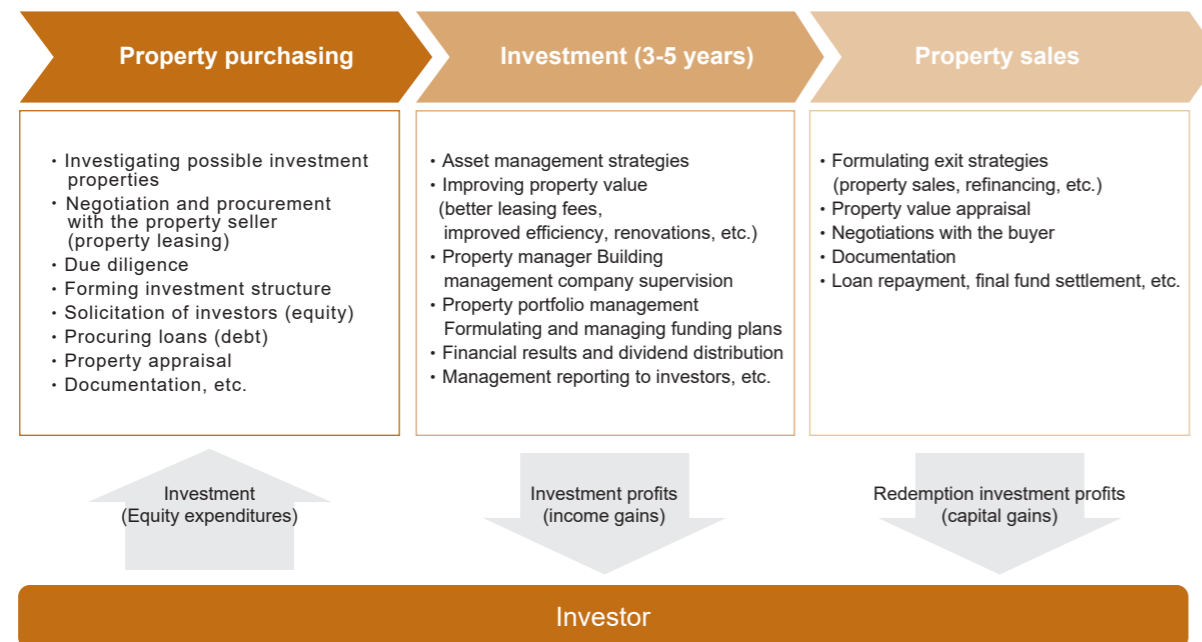 Property purchasing
Investment (3-5 years)
Property sales
・Investigating possible investment
properties
・Negotiation and procurement
with the property seller
(property leasing)
・Due diligence
・Forming investment structure
・Solicitation of investors (equity)
・Procuring loans (debt)
・Property appraisal
・Documentation, etc.
・Asset management strategies
・Improving property value
(better leasing fees,
improved efficiency, renovations, etc.)
・Property manager Building
management company supervision
・Property portfolio management
Formulating and managing funding plans
・Financial results and dividend distribution
・Management reporting to investors, etc.
・Formulating exit strategies
(property sales, refinancing, etc.)
・Property value appraisal
・Negotiations with the buyer
・Documentation
・Loan repayment, final fund settlement, etc.
Investment
(Equity expenditures)
Investment profits
(income gains)
Redemption investment profits
(capital gains)
Investor